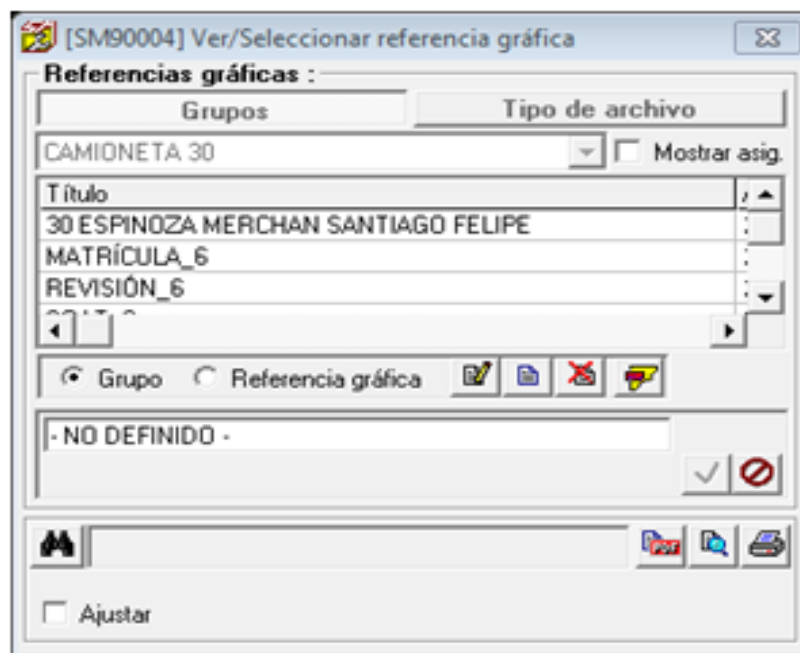 [SM90004] Ver/Seleccionar referencia gráfica
Referencias gráficas :
Grupos Tipo de archivo
CAMIONETA 30 Mostrar asig.
Título
30 ESPINOZA MERCHAN SANTIAGO FELIPE
MATRÍCULA_6
REVISIÓN_6
Grupo Referencia gráfica
- NO DEFINIDO -
PDF
Ajustar